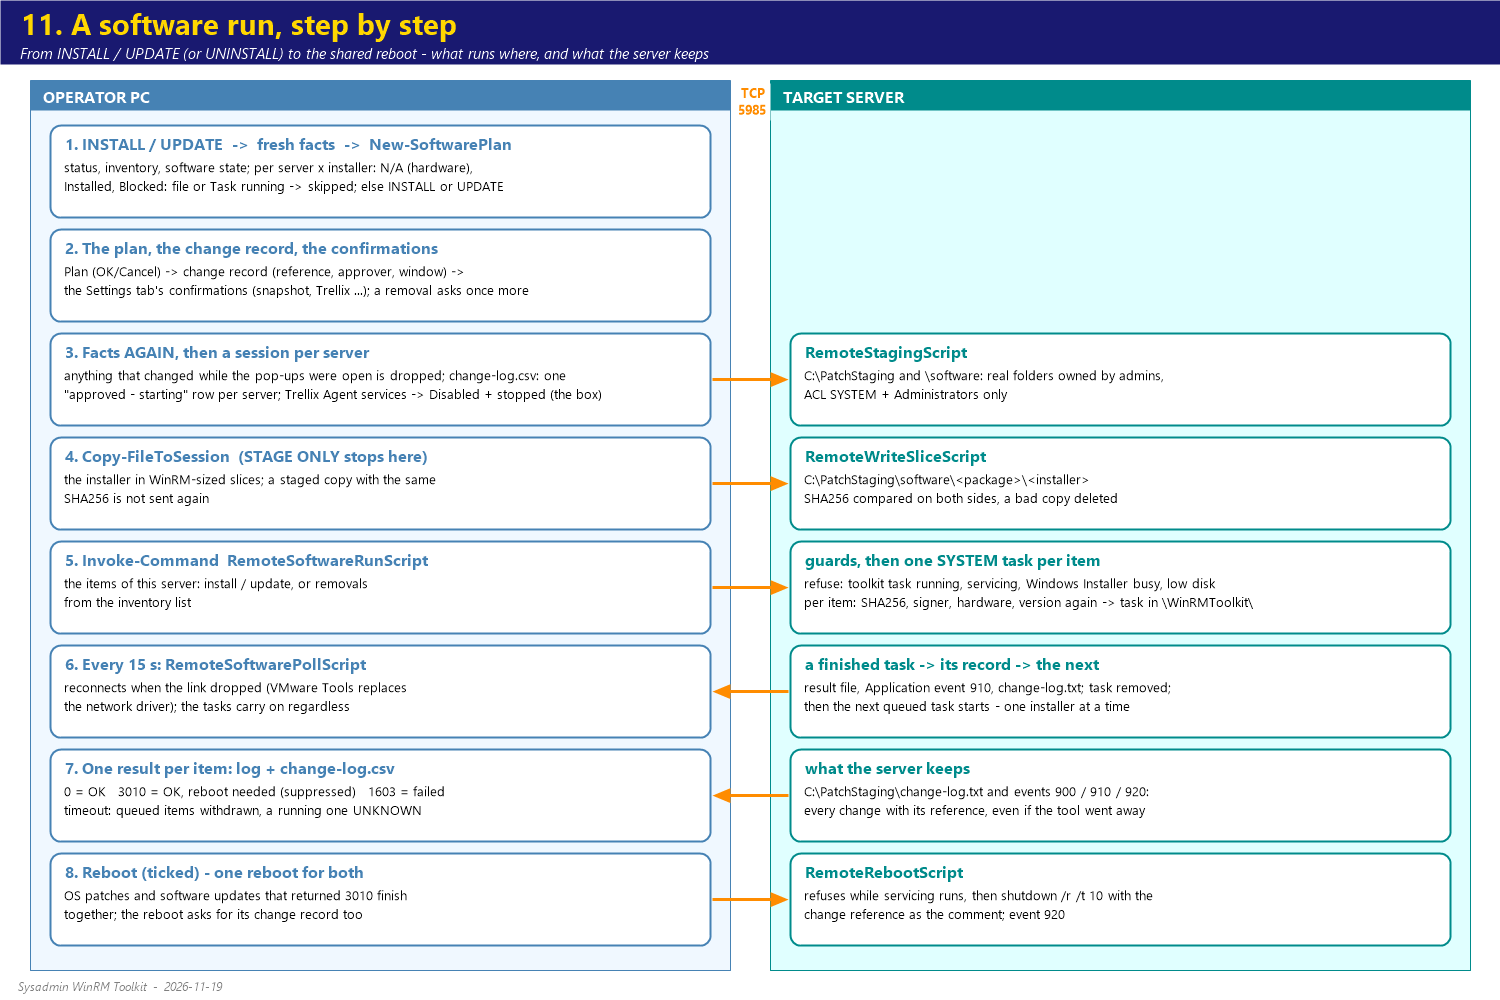 11. A software run, step by step
From INSTALL / UPDATE (or UNINSTALL) to the shared reboot - what runs where, and what the server keeps
OPERATOR PC
TCP
5985
TARGET SERVER
1. INSTALL / UPDATE -> fresh facts -> New-SoftwarePlan
status, inventory, software state; per server x installer: N/A (hardware),
Installed, Blocked: file or Task running -> skipped; else INSTALL or UPDATE
2. The plan, the change record, the confirmations
Plan (OK/Cancel) -> change record (reference, approver, window) ->
the Settings tab's confirmations (snapshot, Trellix ...); a removal asks once more
3. Facts AGAIN, then a session per server
anything that changed while the pop-ups were open is dropped; change-log.csv: one
"approved - starting" row per server; Trellix Agent services -> Disabled + stopped (the box)
RemoteStagingScript
C:\PatchStaging and \software: real folders owned by admins,
ACL SYSTEM + Administrators only
4. Copy-FileToSession (STAGE ONLY stops here)
the installer in WinRM-sized slices; a staged copy with the same
SHA256 is not sent again
RemoteWriteSliceScript
C:\PatchStaging\software\<package>\<installer>
SHA256 compared on both sides, a bad copy deleted
5. Invoke-Command RemoteSoftwareRunScript
the items of this server: install / update, or removals
from the inventory list
guards, then one SYSTEM task per item
refuse: toolkit task running, servicing, Windows Installer busy, low disk
per item: SHA256, signer, hardware, version again -> task in \WinRMToolkit\
6. Every 15 s: RemoteSoftwarePollScript
reconnects when the link dropped (VMware Tools replaces
the network driver); the tasks carry on regardless
a finished task -> its record -> the next
result file, Application event 910, change-log.txt; task removed;
then the next queued task starts - one installer at a time
7. One result per item: log + change-log.csv
0 = OK 3010 = OK, reboot needed (suppressed) 1603 = failed
timeout: queued items withdrawn, a running one UNKNOWN
what the server keeps
C:\PatchStaging\change-log.txt and events 900 / 910 / 920:
every change with its reference, even if the tool went away
8. Reboot (ticked) - one reboot for both
OS patches and software updates that returned 3010 finish
together; the reboot asks for its change record too
RemoteRebootScript
refuses while servicing runs, then shutdown /r /t 10 with the
change reference as the comment; event 920
Sysadmin WinRM Toolkit - 2026-11-19